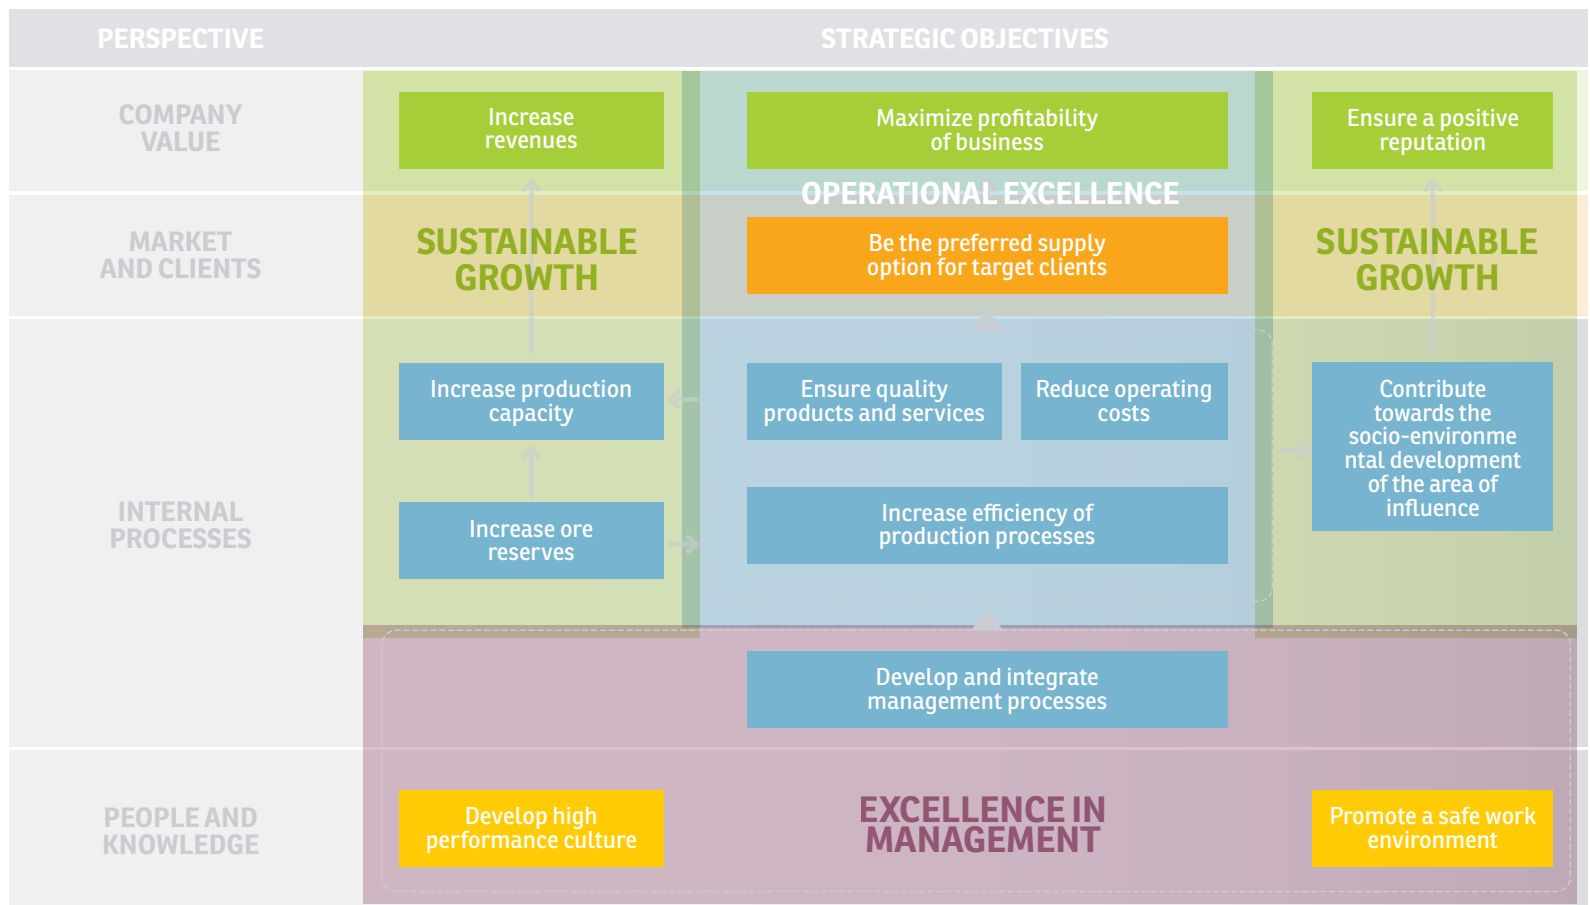 PERSPECTIVE
STRATEGIC OBJECTIVES
COMPANY
VALUE
Increase
revenues
Maximize profitability
of business
Ensure a positive
reputation
OPERATIONAL EXCELLENCE
MARKET
AND CLIENTS
SUSTAINABLE
GROWTH
Be the preferred supply
option for target clients
SUSTAINABLE
GROWTH
INTERNAL
PROCESSES
Increase production
capacity
Ensure quality
products and services
Reduce operating
costs
Contribute
towards the
socio-environme
ntal development
of the area of
influence
Increase ore
reserves
Increase efficiency of
production processes
Develop and integrate
management processes
PEOPLE AND
KNOWLEDGE
Develop high
performance culture
EXCELLENCE IN
MANAGEMENT
Promote a safe work
environment